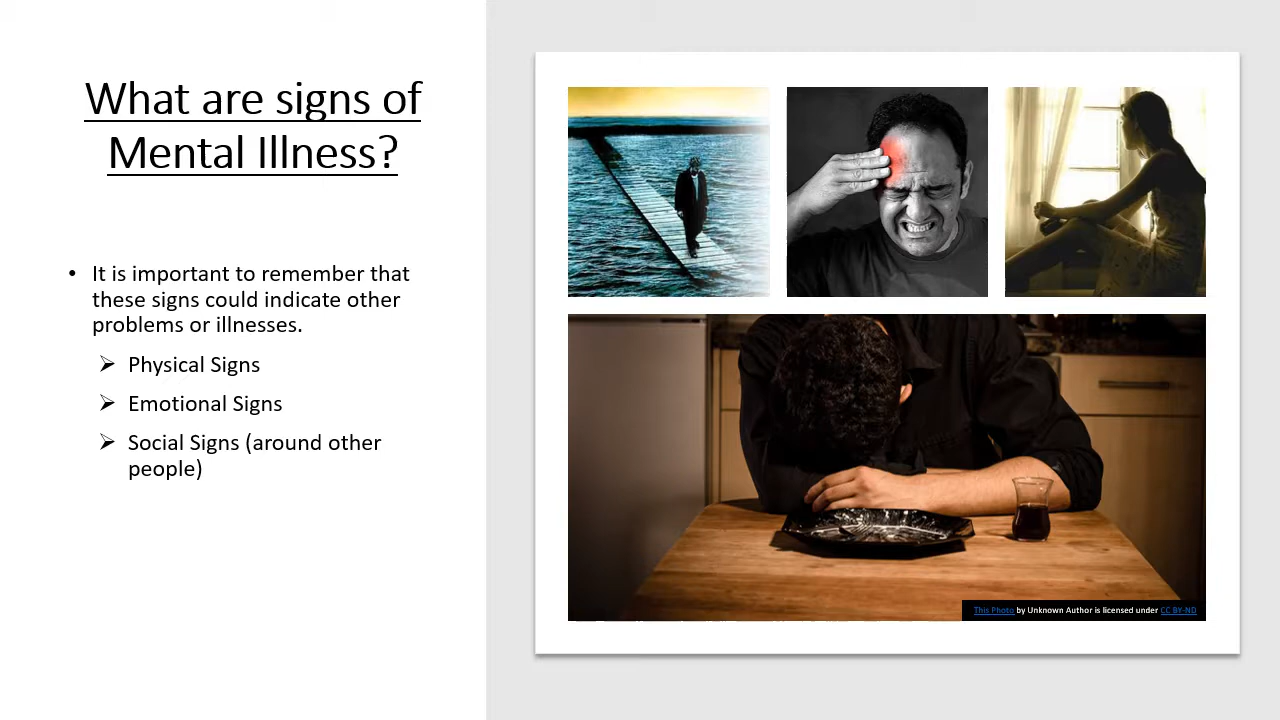 What are signs of
Mental Illness?
• It is important to remember that
these signs could indicate other
problems or illnesses.
➢ Physical Signs
➢ Emotional Signs
➢ Social Signs (around other
people)
This Photo by Unknown Author is licensed under CC BY-ND